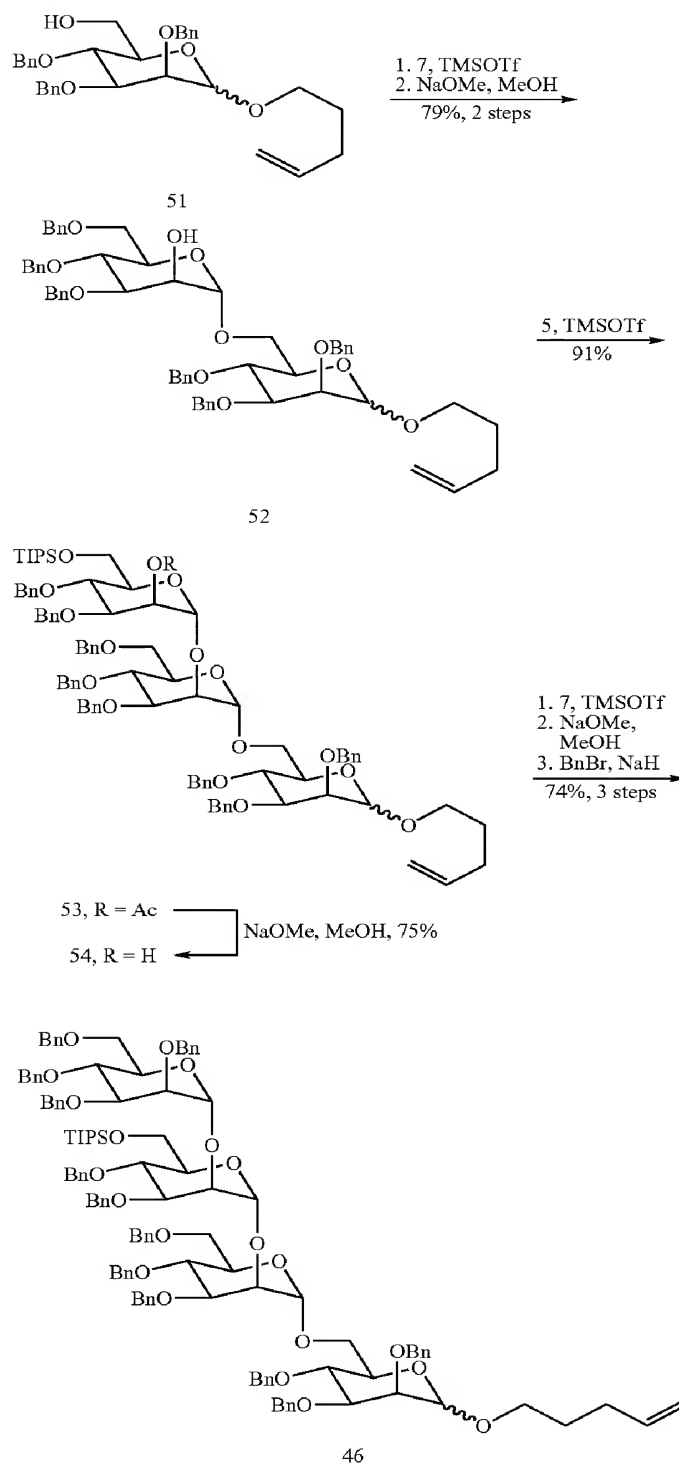 HO
OBn
BnO
O
BnO
O
1. 7, TMSOTf
2. NaOMe, MeOH
79%, 2 steps
51
BnO
OH
BnO
O
BnO
O
OBn
BnO
O
BnO
O
5, TMSOTf
91%
52
TIPSO
OR
BnO
O
BnO
BnO
O
O
BnO
BnO
O
OBn
BnO
O
BnO
O
1. 7, TMSOTf
2. NaOMe,
MeOH
3. BnBr, NaH
74%, 3 steps
53, R = Ac
NaOMe, MeOH, 75%
54, R = H
BnO
OBn
BnO
O
BnO
TIPSO
O
O
BnO
BnO
BnO
O
O
BnO
BnO
O
OBn
BnO
O
BnO
O
46